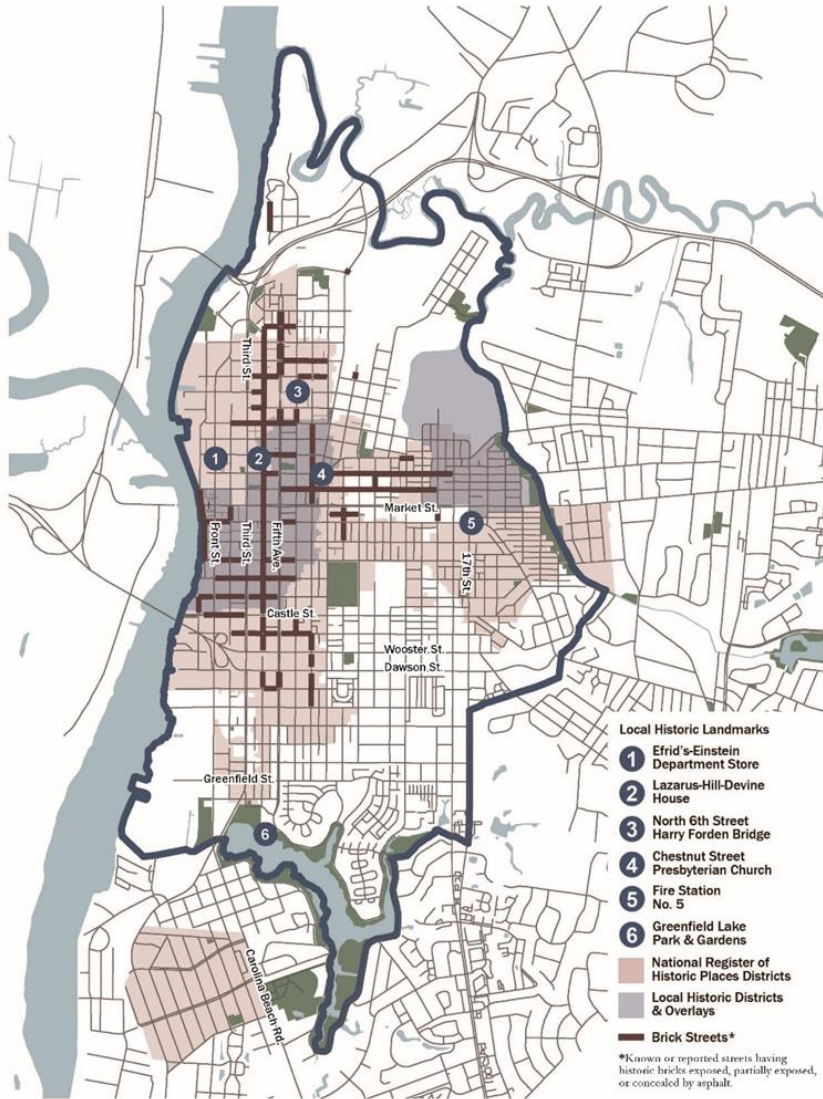 Third St.
3
1
2
4
Market St.
5
Front St.
Third St.
Fifth Ave.
17th St.
Castle St.
Wooster St.
Dawson St.
Greenfield St.
6
Carolina Beach Rd.
Local Historic Landmarks
1 Efrid's-Einstein
Department Store
2 Lazarus-Hill-Devine
House
3 North 6th Street
Harry Forden Bridge
4 Chestnut Street
Presbyterian Church
5 Fire Station
No. 5
6 Greenfield Lake
Park & Gardens
National Register of
Historic Places Districts
Local Historic Districts
& Overlays
Brick Streets*
*Known or reported streets having
historic bricks exposed, partially exposed,
or concealed by asphalt.